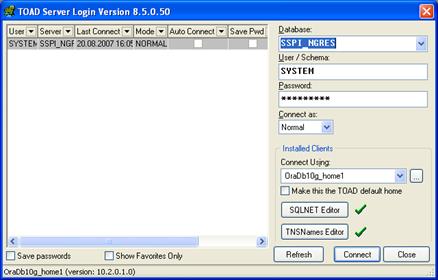 TOAD Server Login Version 8.5.0.50
User Server Last Connect Mode Auto Connect Save Pwd
SYSTEM SSPI_NGF 20.08.2007 16:05 NORMAL
Database:
SSPI_NGRES
User / Schema:
SYSTEM
Password:
*********
Connect as:
Normal
Installed Clients
Connect Using:
OraDb10g_home1
...
Make this the TOAD default home
SQLNET Editor
TNSNames Editor
Save passwords
Show Favorites Only
Refresh
Connect
Close
OraDb10g_home1 (version: 10.2.0.1.0)